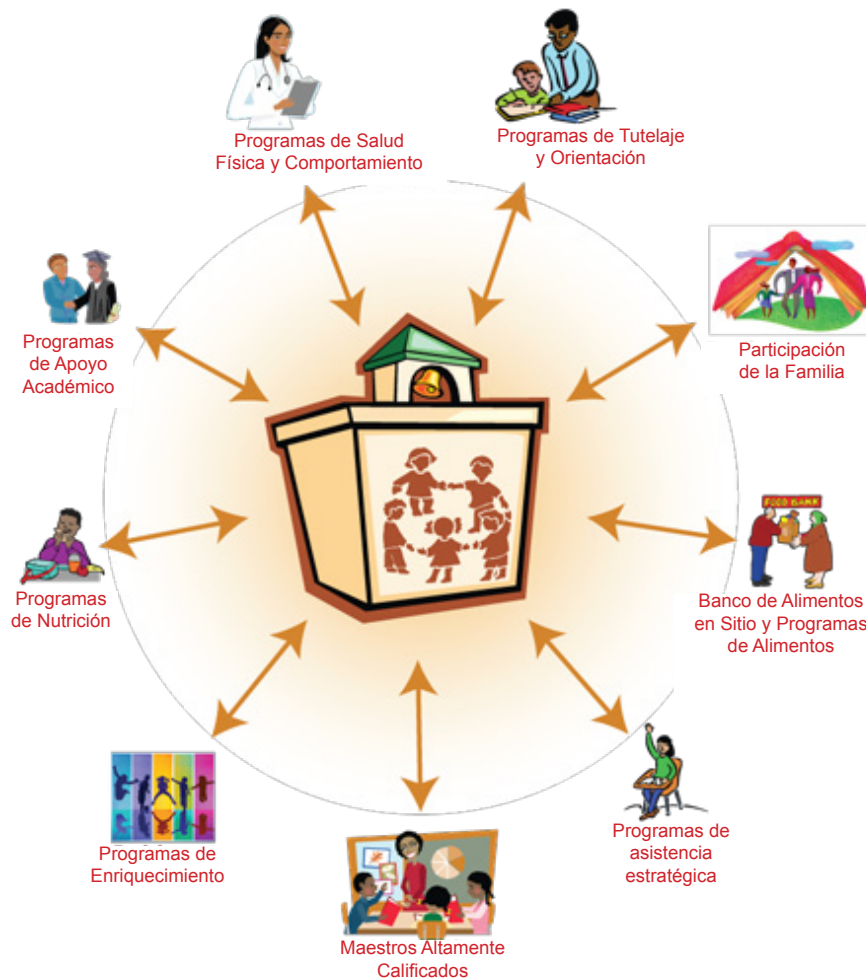 Programas de Salud
Física y Comportamiento
Programas de Tutelaje
y Orientación
Programas
de Apoyo
Académico
Participación
de la Familia
FOOD BANK
Programas
de Nutrición
Banco de Alimentos
en Sitio y Programas
de Alimentos
Programas de
Enriquecimiento
Programas de
asistencia
estratégica
Maestros Altamente
Calificados